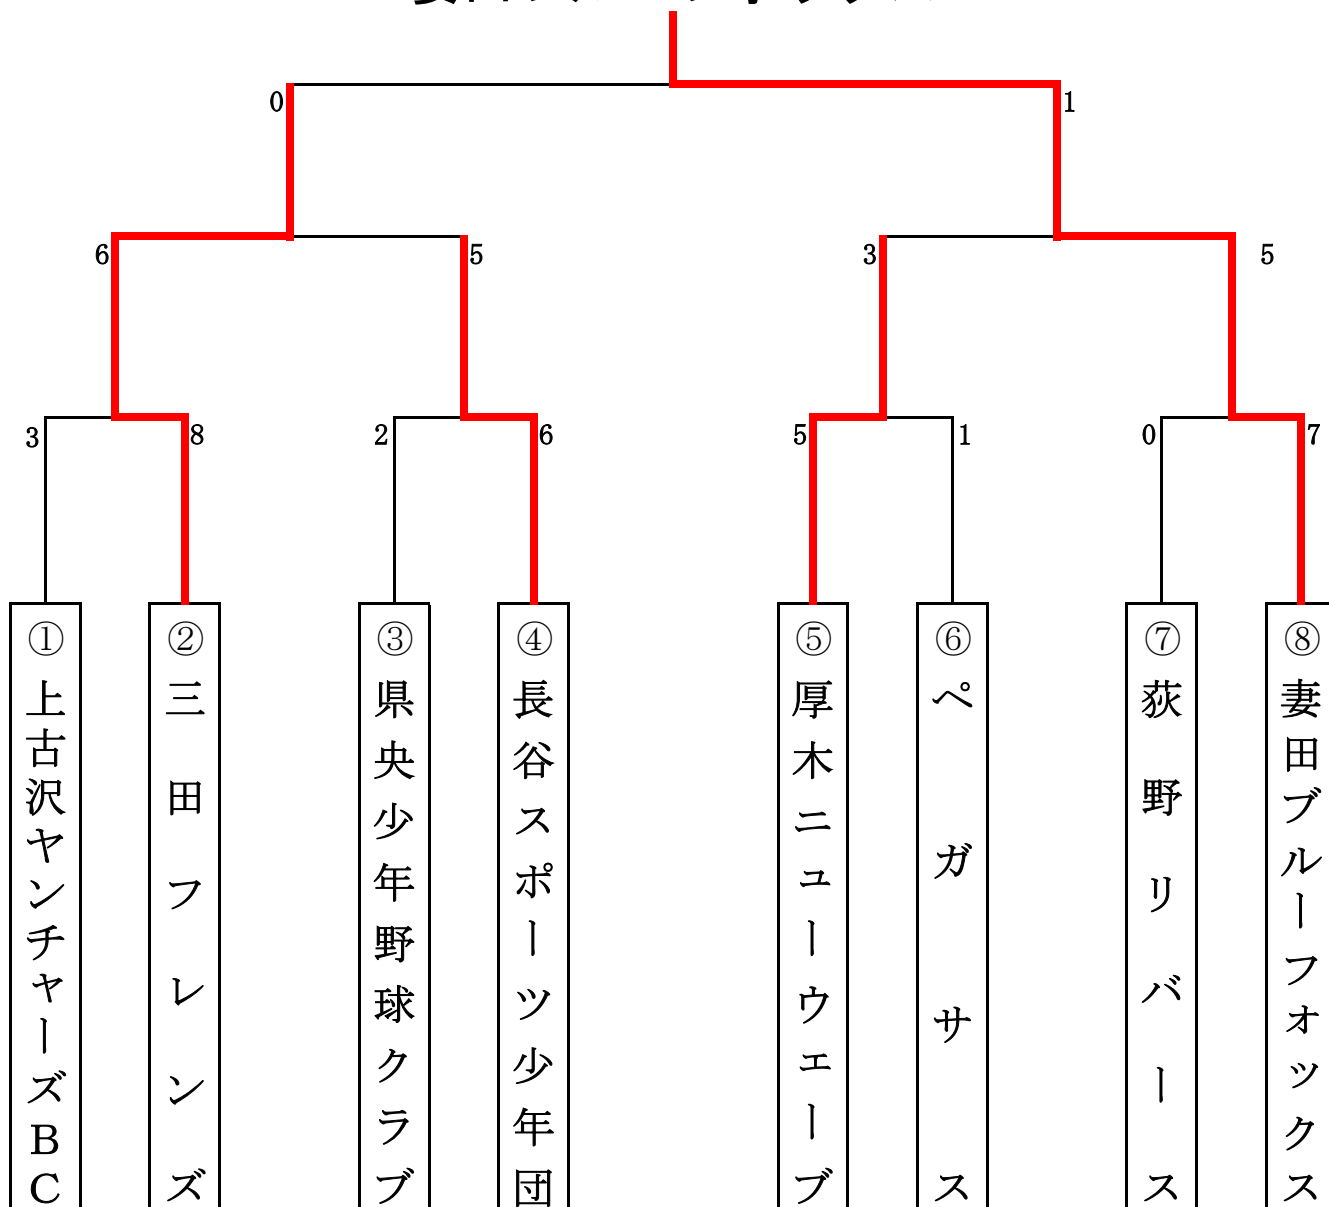 0 1
6 5 3 5
3 8 2 6 5 1 0 7
①上古沢ヤンチャーズBC
②三田フレンズ
③県央少年野球クラブ
④長谷スポーツ少年団
⑤厚木ニューウェーブ
⑥ペガサス
⑦荻野リバース
⑧妻田ブルーフォックス